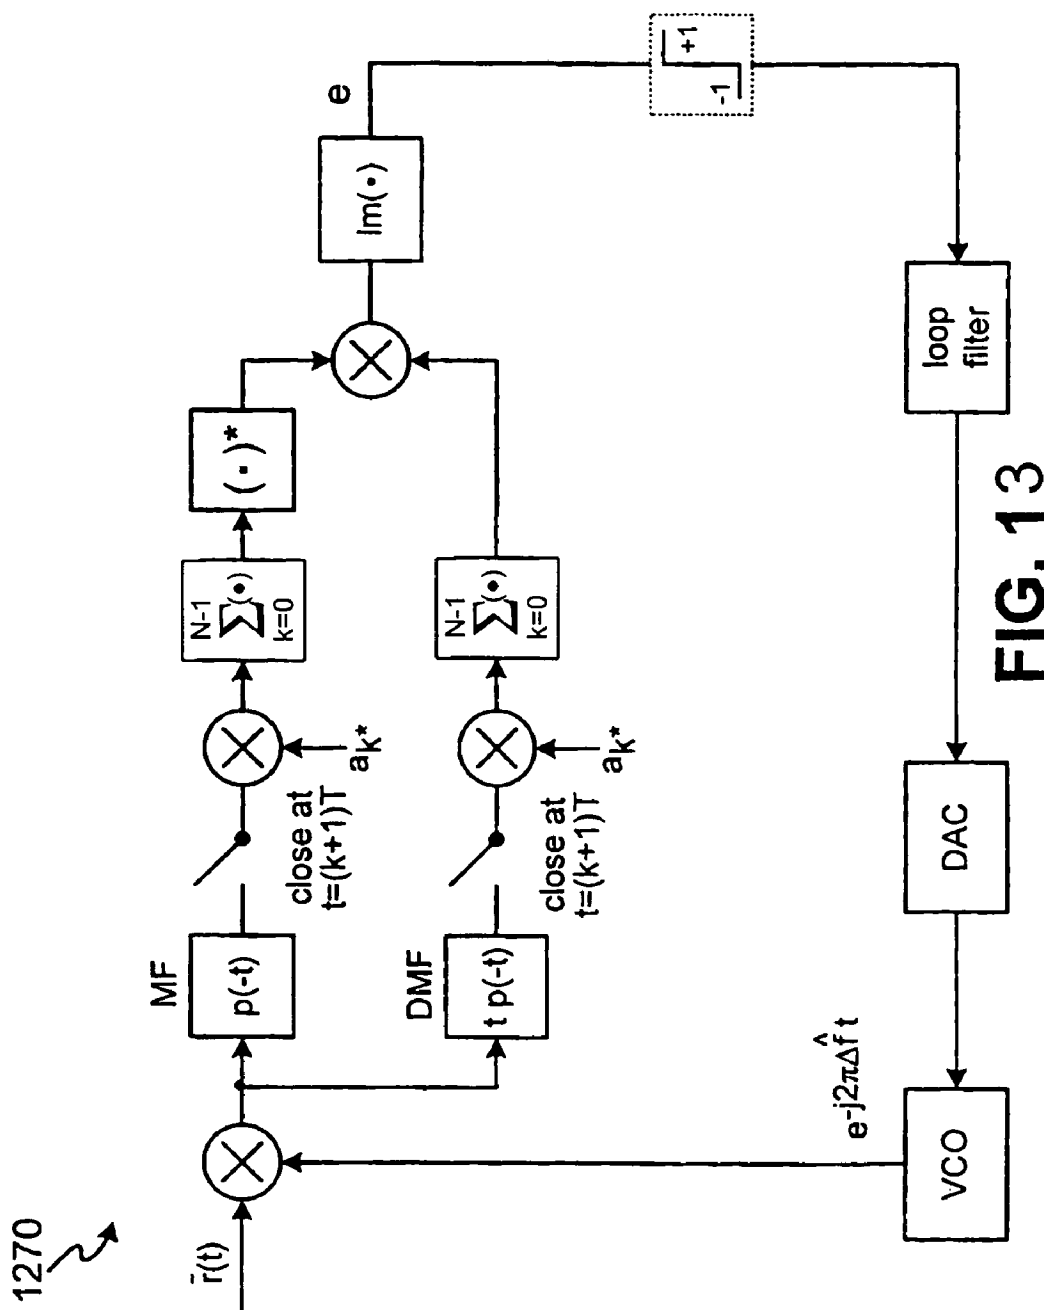 1270
r̃(t)
MF
p(-t)
close at
t=(k+1)T
a_k*
N-1
∑(•)
k=0
(•)*
DMF
t p(-t)
close at
t=(k+1)T
a_k*
N-1
∑(•)
k=0
Im(•)
e
+1
-1
loop
filter
DAC
VCO
e^-j2πΔf̂ t
FIG. 13